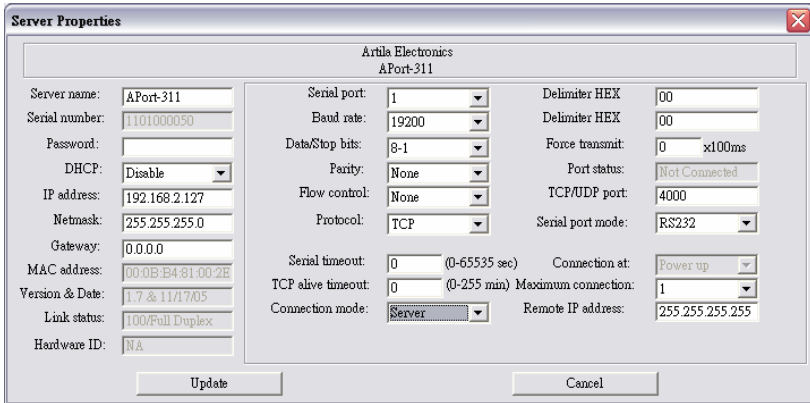 Server Properties
Artila Electronics
APort-311
Server name: APort-311
Serial number: 1101000050
Password:
DHCP: Disable
IP address: 192.168.2.127
Netmask: 255.255.255.0
Gateway: 0.0.0.0
MAC address: 00:0B:B4:81:00:2E
Version & Date: 1.7 & 11/17/05
Link status: 100/Full Duplex
Hardware ID: NA
Serial port: 1
Baud rate: 19200
Data/Stop bits: 8-1
Parity: None
Flow control: None
Protocol: TCP
Delimiter HEX 00
Delimiter HEX 00
Force transmit: 0 x100ms
Port status: Not Connected
TCP/UDP port: 4000
Serial port mode: RS232
Serial timeout: 0 (0-65535 sec)
TCP alive timeout: 0 (0-255 min)
Connection mode: Server
Connection at: Power up
Maximum connection: 1
Remote IP address: 255.255.255.255
Update
Cancel